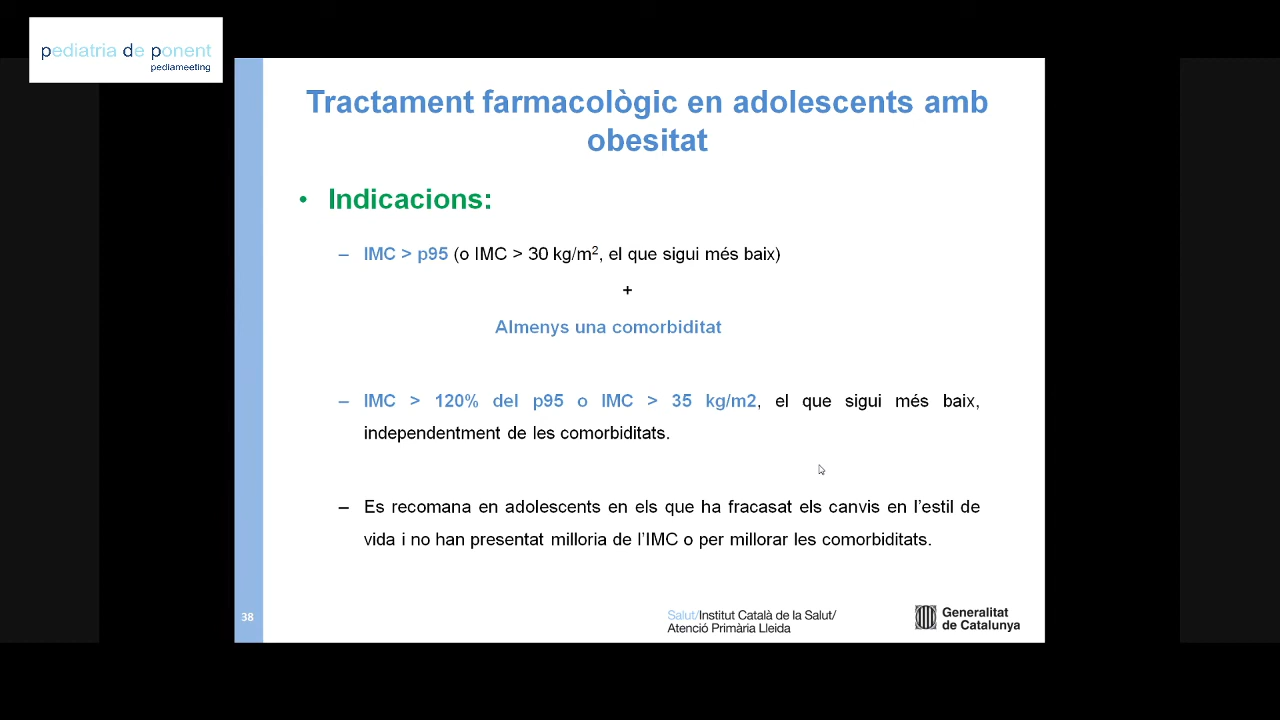 pediatria de ponent
pediameeting
Tractament farmacològic en adolescents amb
obesitat
• Indicacions:
– IMC > p95 (o IMC > 30 kg/m², el que sigui més baix)
+
Almenys una comorbiditat
– IMC > 120% del p95 o IMC > 35 kg/m2, el que sigui més baix,
independentment de les comorbiditats.
– Es recomana en adolescents en els que ha fracasat els canvis en l’estil de
vida i no han presentat milloria de l’IMC o per millorar les comorbiditats.
38
Salut/Institut Català de la Salut/
Atenció Primària Lleida
Generalitat
de Catalunya